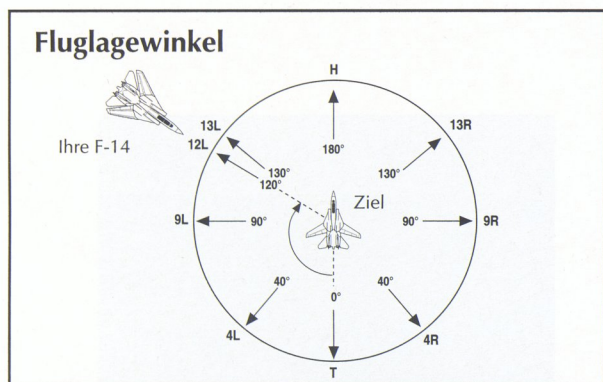 Fluglagewinkel
H
13L
13R
Ihre F-14
12L
180°
130°
130°
120°
Ziel
9L
90°
90°
9R
40°
0°
40°
4L
4R
T